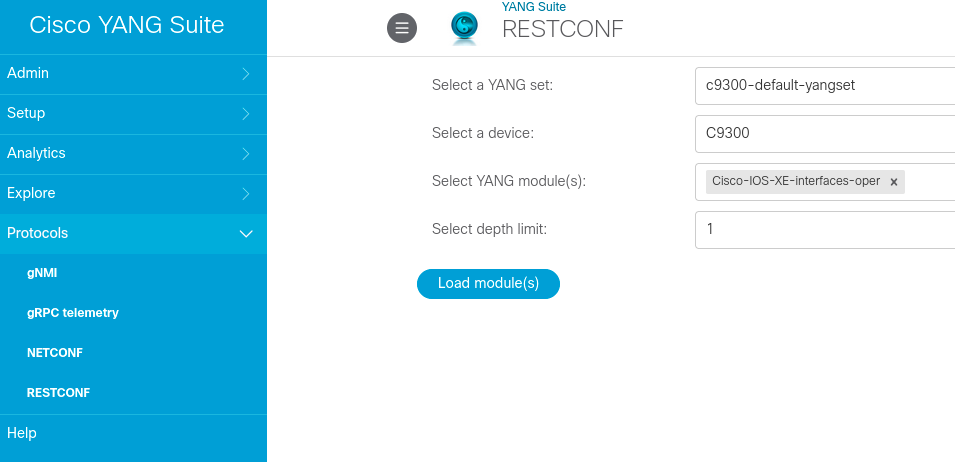 Cisco YANG Suite
Admin
Setup
Analytics
Explore
Protocols
gNMI
gRPC telemetry
NETCONF
RESTCONF
Help
YANG Suite
RESTCONF
Select a YANG set: c9300-default-yangset
Select a device: C9300
Select YANG module(s): Cisco-IOS-XE-interfaces-oper x
Select depth limit: 1
Load module(s)